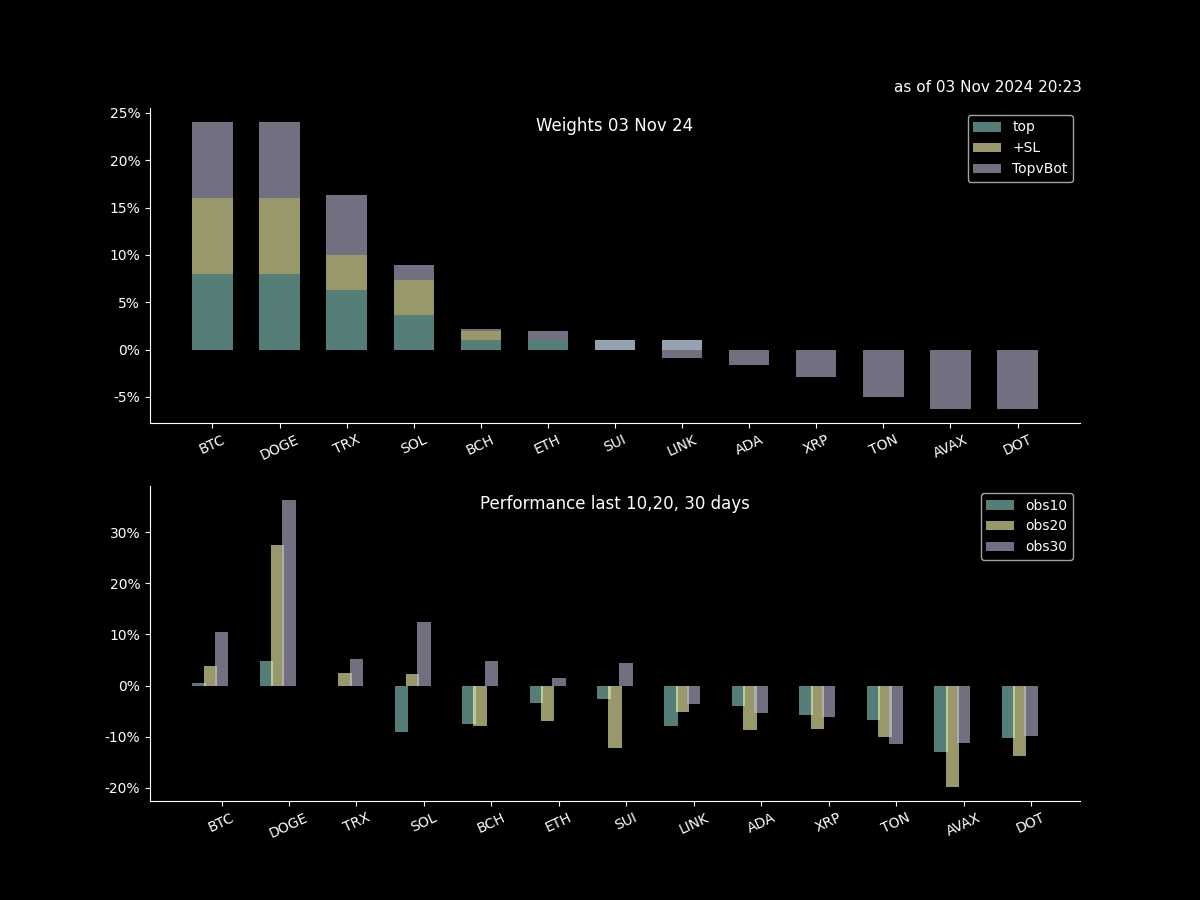 as of 03 Nov 2024 20:23
Weights 03 Nov 24
top
+SL
TopvBot
25%
20%
15%
10%
5%
0%
-5%
BTC DOGE TRX SOL BCH ETH SUI LINK ADA XRP TON AVAX DOT
Performance last 10,20, 30 days
obs10
obs20
obs30
30%
20%
10%
0%
-10%
-20%
BTC DOGE TRX SOL BCH ETH SUI LINK ADA XRP TON AVAX DOT